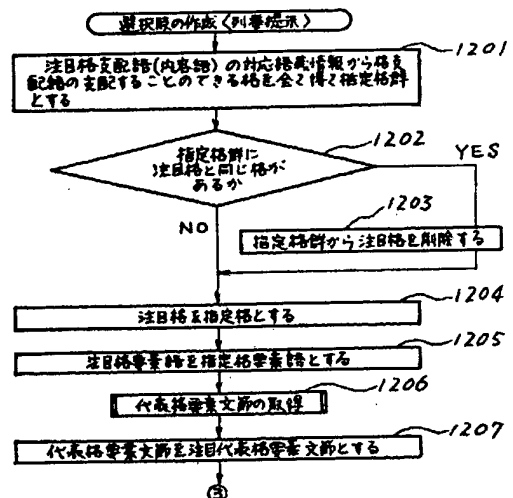 選択肢の作成〈列挙提示〉
1201
注目格支配語(内容語)の対応格表情報から格支
配語の支配することのできる格を全て得て指定格群
とする
1202
指定格群に
注目格と同じ格が
あるか
YES
NO
1203
指定格群から注目格を削除する
1204
注目格を指定格とする
1205
注目格要素語を指定格要素語とする
1206
代表格要素文節の取得
1207
代表格要素文節を注目代表格要素文節とする
③